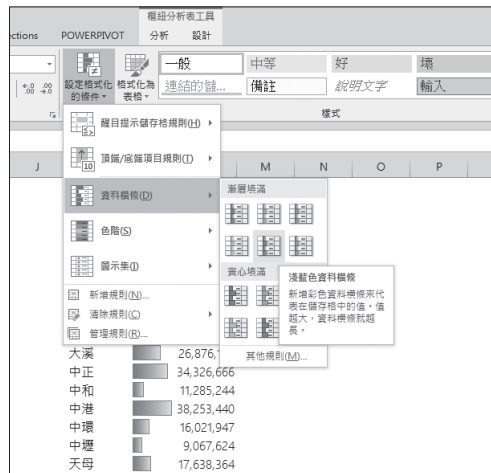 樞紐分析表工具
ctions POWERPIVOT 分析 設計
一般 中等 好 壞
設定格式化的條件 格式化為表格 連結的儲... 備註 說明文字 輸入
樣式
醒目提示儲存格規則(H)
頂端/底端項目規則(T)
J M N O P
資料橫條(D)
漸層填滿
色階(S)
圖示集(I)
實心填滿
淺藍色資料橫條
新增彩色資料橫條來代
表在儲存格中的值。值
越大，資料橫條就越
長。
新增規則(N)...
清除規則(C)
管理規則(R)...
其他規則(M)...
大溪
中正 34,326,666
中和 11,285,244
中港 38,253,440
中環 16,021,947
中壢 9,067,624
天母 17,638,364